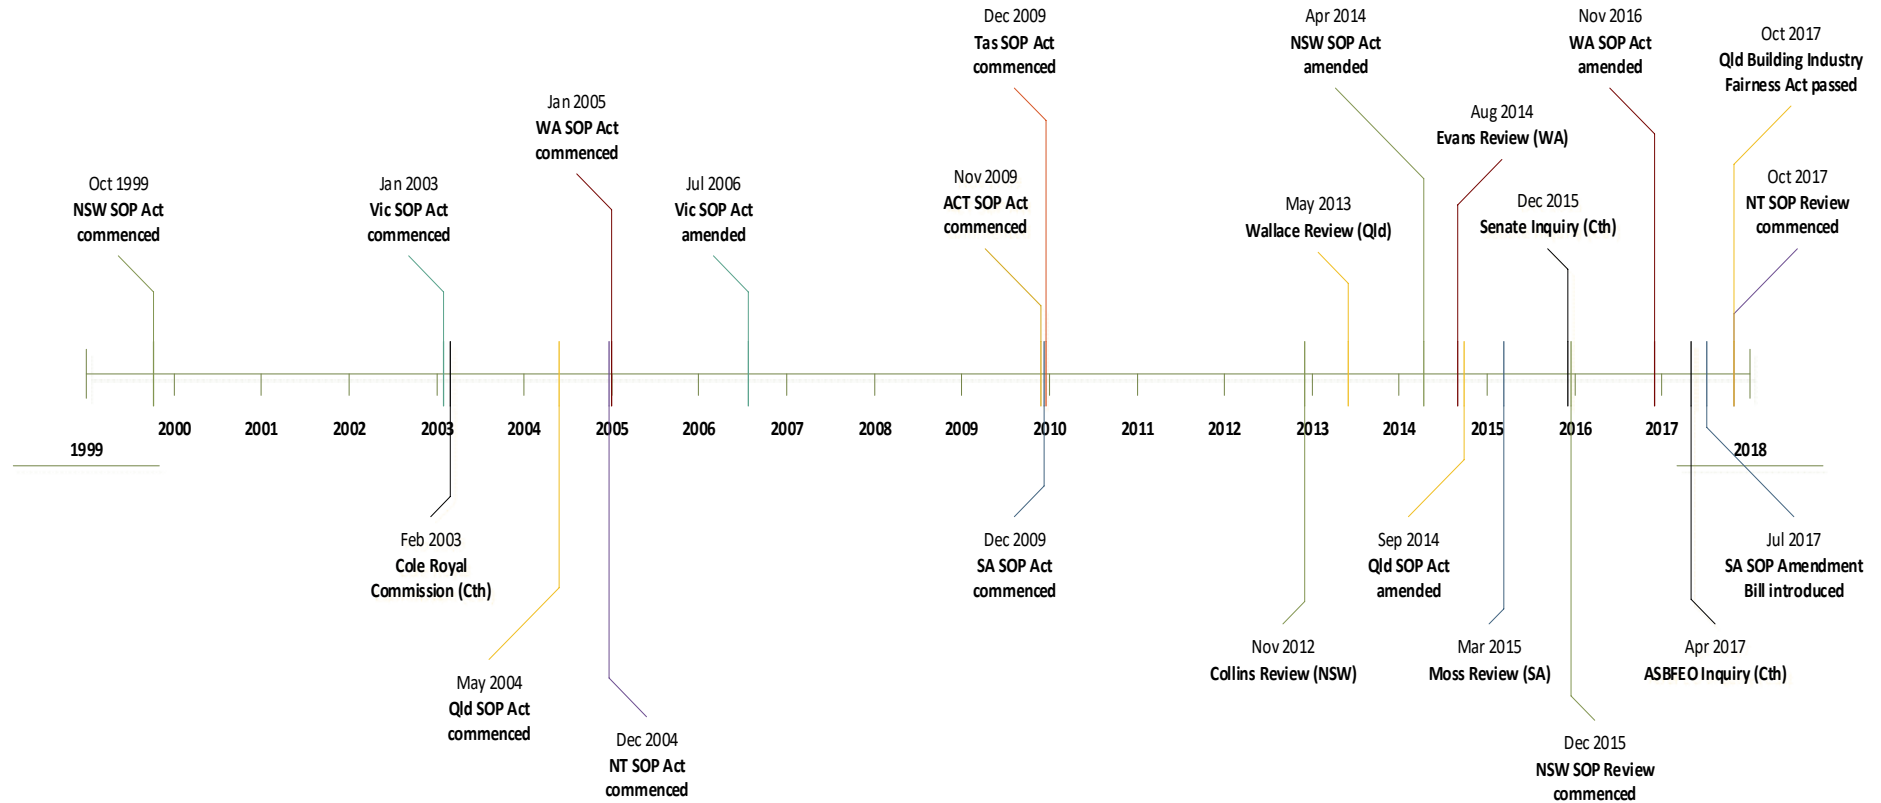 Dec 2009
Tas SOP Act
commenced
Apr 2014
NSW SOP Act
amended
Nov 2016
WA SOP Act
amended
Oct 2017
Qld Building Industry
Fairness Act passed
Jan 2005
WA SOP Act
commenced
Aug 2014
Evans Review (WA)
Oct 1999
NSW SOP Act
commenced
Jan 2003
Vic SOP Act
commenced
Jul 2006
Vic SOP Act
amended
Nov 2009
ACT SOP Act
commenced
May 2013
Wallace Review (Qld)
Dec 2015
Senate Inquiry (Cth)
Oct 2017
NT SOP Review
commenced
2000 2001 2002 2003 2004 2005 2006 2007 2008 2009 2010 2011 2012 2013 2014 2015 2016 2017
1999
2018
Feb 2003
Cole Royal
Commission (Cth)
Dec 2009
SA SOP Act
commenced
Sep 2014
Qld SOP Act
amended
Jul 2017
SA SOP Amendment
Bill introduced
Nov 2012
Collins Review (NSW)
Mar 2015
Moss Review (SA)
Apr 2017
ASBFEO Inquiry (Cth)
May 2004
Qld SOP Act
commenced
Dec 2004
NT SOP Act
commenced
Dec 2015
NSW SOP Review
commenced